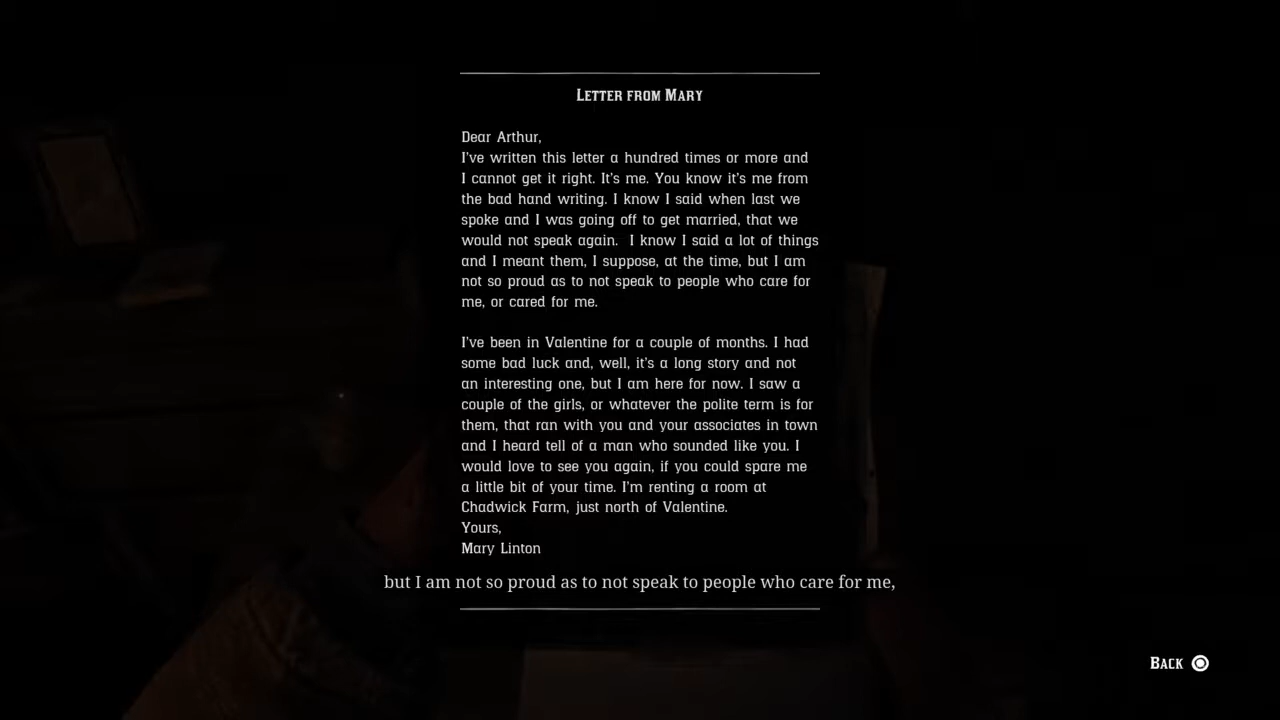 Letter from Mary
Dear Arthur,
I've written this letter a hundred times or more and
I cannot get it right. It's me. You know it's me from
the bad hand writing. I know I said when last we
spoke and I was going off to get married, that we
would not speak again.  I know I said a lot of things
and I meant them, I suppose, at the time, but I am
not so proud as to not speak to people who care for
me, or cared for me.
I've been in Valentine for a couple of months. I had
some bad luck and, well, it's a long story and not
an interesting one, but I am here for now. I saw a
couple of the girls, or whatever the polite term is for
them, that ran with you and your associates in town
and I heard tell of a man who sounded like you. I
would love to see you again, if you could spare me
a little bit of your time. I'm renting a room at
Chadwick Farm, just north of Valentine.
Yours,
Mary Linton
but I am not so proud as to not speak to people who care for me,
Back